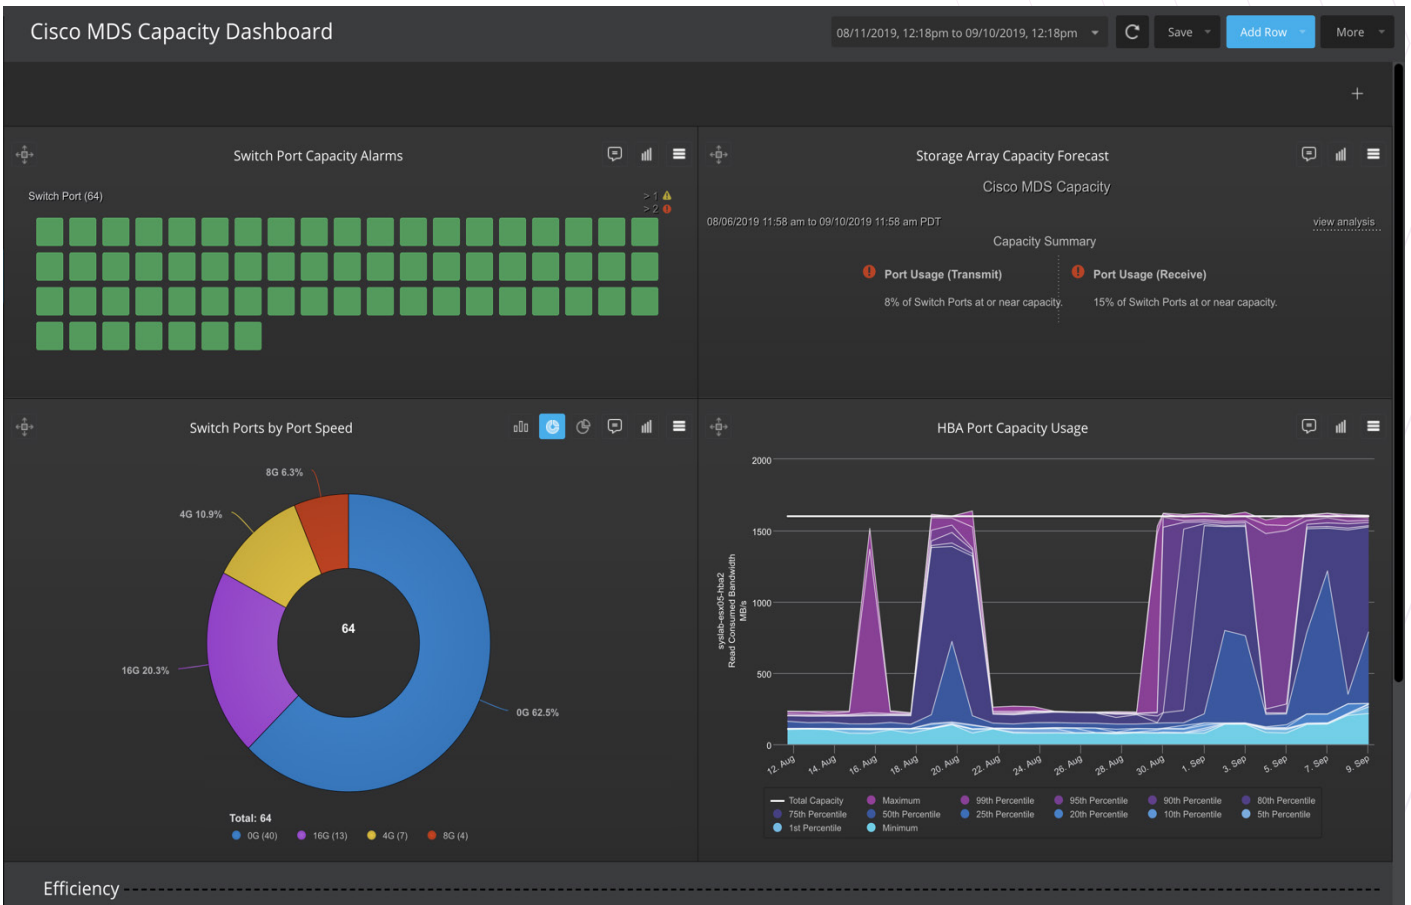 Cisco MDS Capacity Dashboard
08/11/2019, 12:18pm to 09/10/2019, 12:18pm
Save
Add Row
More
Switch Port Capacity Alarms
Switch Port (64)
> 1
> 2
Storage Array Capacity Forecast
Cisco MDS Capacity
08/06/2019 11:58 am to 09/10/2019 11:58 am PDT
view analysis
Capacity Summary
Port Usage (Transmit)
8% of Switch Ports at or near capacity.
Port Usage (Receive)
15% of Switch Ports at or near capacity.
Switch Ports by Port Speed
8G 6.3%
4G 10.9%
64
16G 20.3%
0G 62.5%
Total: 64
0G (40) 16G (13) 4G (7) 8G (4)
HBA Port Capacity Usage
syslab-esx05-hba2
Read Consumed Bandwidth
MB/s
2000
1500
1000
500
0
12. Aug 14. Aug 16. Aug 18. Aug 20. Aug 22. Aug 24. Aug 26. Aug 28. Aug 30. Aug 1. Sep 3. Sep 5. Sep 7. Sep 9. Sep
Total Capacity Maximum 99th Percentile 95th Percentile 90th Percentile 80th Percentile
75th Percentile 50th Percentile 25th Percentile 20th Percentile 10th Percentile 5th Percentile
1st Percentile Minimum
Efficiency